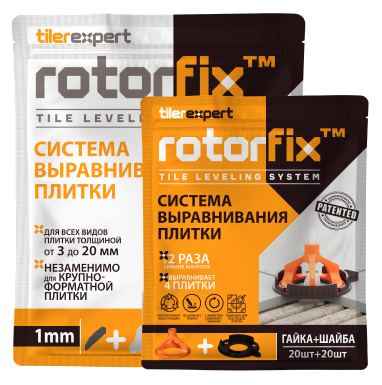 tilerexpert
rotorfix™
TILE LEVELING
СИСТЕМА
ВЫРАВНИВ
ПЛИТКИ
ДЛЯ ВСЕХ ВИДОВ
ПЛИТКИ ТОЛЩИНОЙ
от 3 до 20 мм
НЕЗАМЕНИМО
ДЛЯ КРУПНО-
ФОРМАТНОЙ
ПЛИТКИ
1mm +
tilerexpert
rotorfix™
TILE LEVELING SYSTEM
СИСТЕМА
ВЫРАВНИВАНИЯ
ПЛИТКИ
PATENTED
2 РАЗА
СИЛЬНЕЕ АНАЛОГОВ
ВЫРАВНИВАЕТ
4 ПЛИТКИ
+
ГАЙКА+ШАЙБА
20шт+20шт